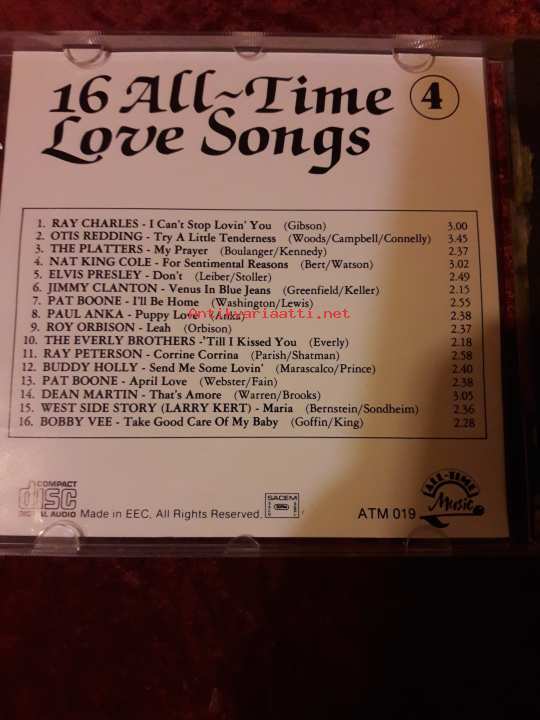 16 All~Time 4
Love Songs
1. RAY CHARLES - I Can't Stop Lovin' You (Gibson) 3.00
2. OTIS REDDING - Try A Little Tenderness (Woods/Campbell/Connelly) 3.45
3. THE PLATTERS - My Prayer (Boulanger/Kennedy) 2.37
4. NAT KING COLE - For Sentimental Reasons (Bert/Watson) 3.02
5. ELVIS PRESLEY - Don't (Leiber/Stoller) 2.49
6. JIMMY CLANTON - Venus In Blue Jeans (Greenfield/Keller) 2.15
7. PAT BOONE - I'll Be Home (Washington/Lewis) 2.55
8. PAUL ANKA - Puppy Love (Anka) 2.38
Antikvariaatti.net
9. ROY ORBISON - Leah (Orbison) 2.37
10. THE EVERLY BROTHERS -'Till I Kissed You (Everly) 2.18
11. RAY PETERSON - Corrine Corrina (Parish/Shatman) 2.58
12. BUDDY HOLLY - Send Me Some Lovin' (Marascalco/Prince) 2.40
13. PAT BOONE - April Love (Webster/Fain) 2.38
14. DEAN MARTIN - That's Amore (Warren/Brooks) 3.05
15. WEST SIDE STORY (LARRY KERT) - Maria (Bernstein/Sondheim) 2.36
16. BOBBY VEE - Take Good Care Of My Baby (Goffin/King) 2.28
COMPACT
disc
DIGITAL AUDIO
Made in EEC. All Rights Reserved.
SACEM
ATM 019
ALL-TIME
Music